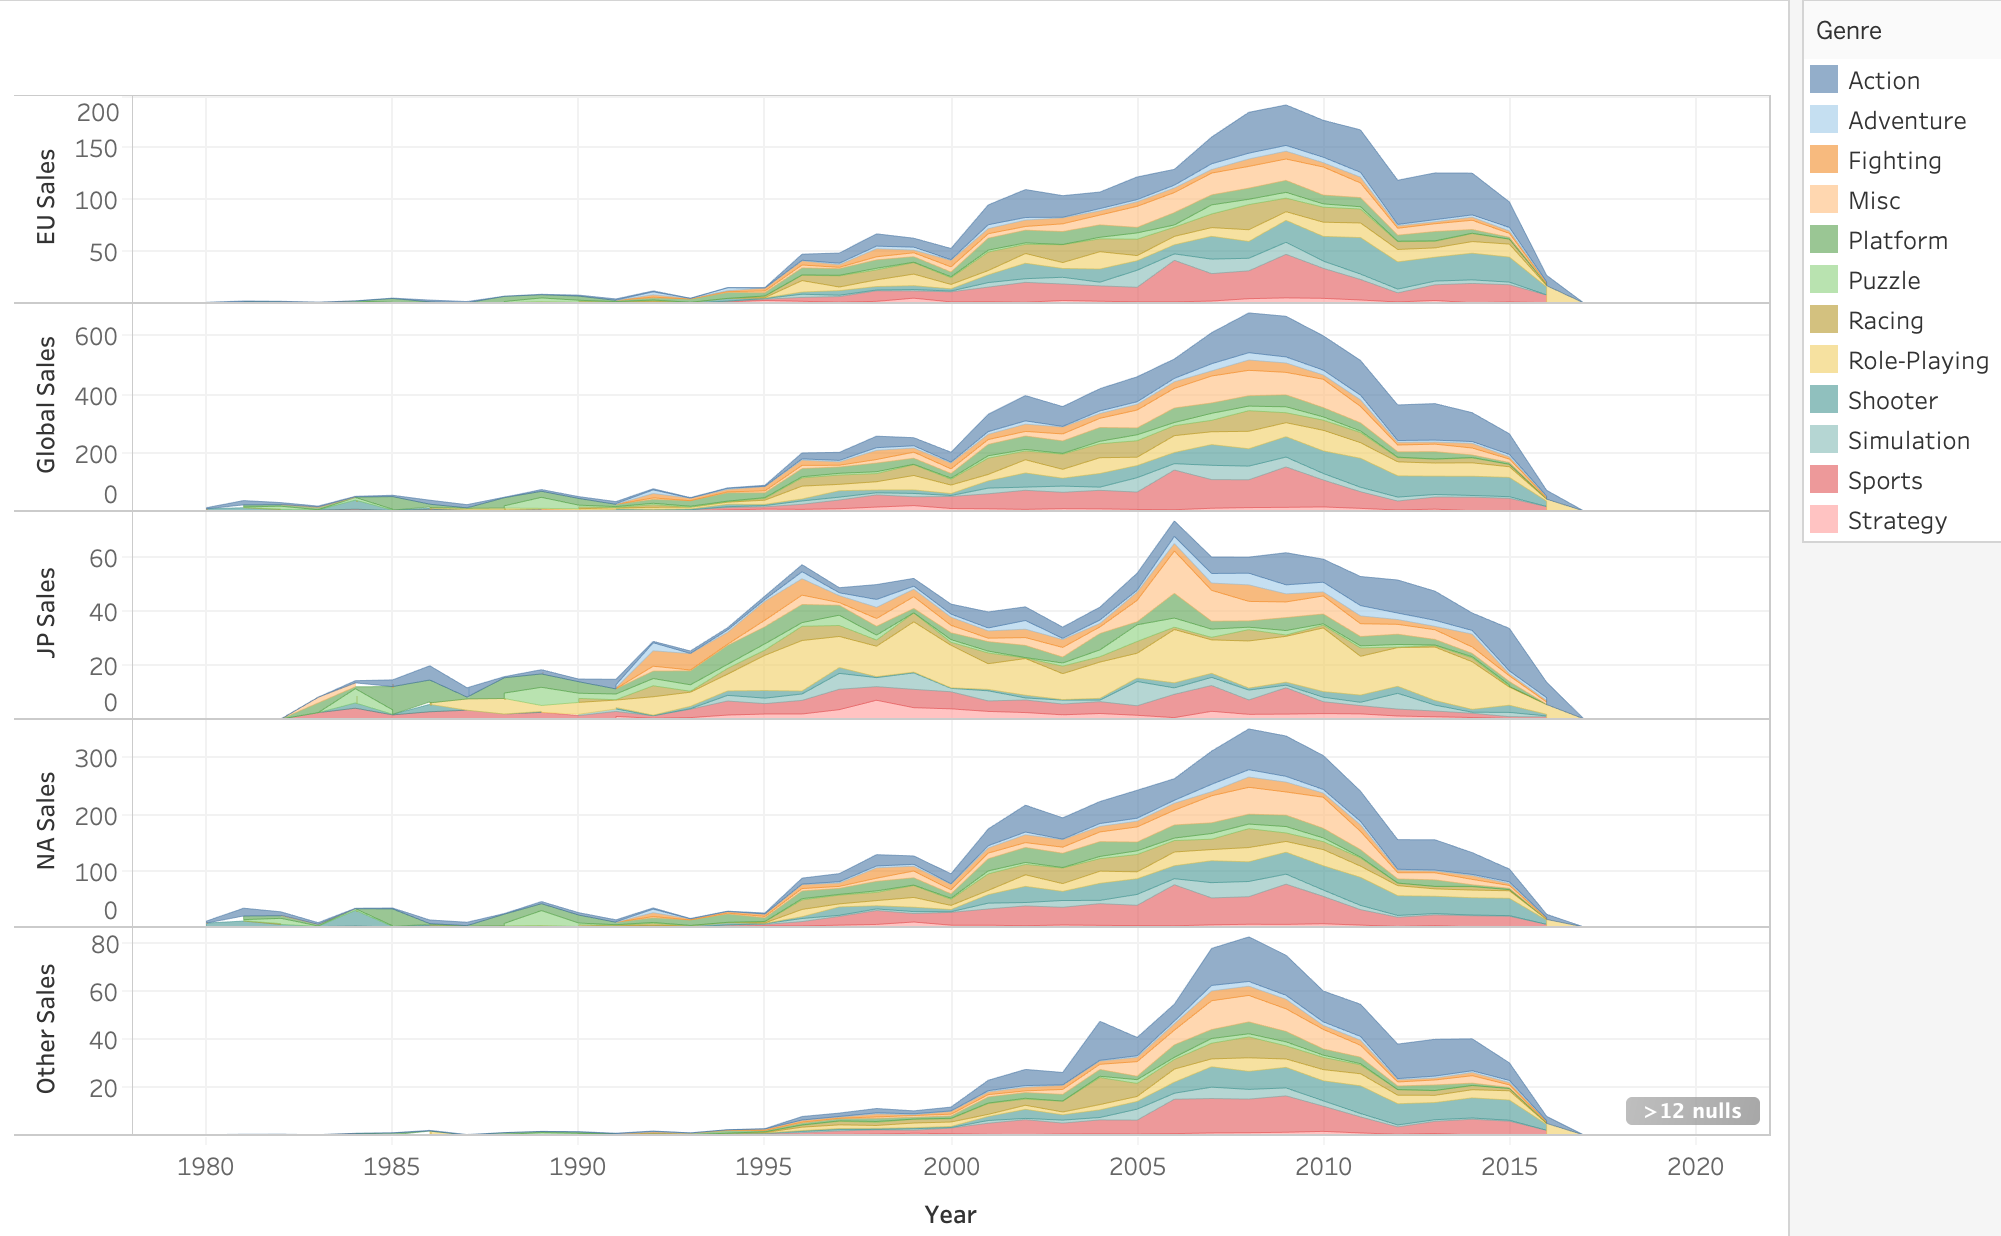 Genre
Action
Adventure
Fighting
Misc
Platform
Puzzle
Racing
Role-Playing
Shooter
Simulation
Sports
Strategy
EU Sales
200
150
100
50
Global Sales
600
400
200
0
JP Sales
60
40
20
0
NA Sales
300
200
100
0
Other Sales
80
60
40
20
>12 nulls
1980 1985 1990 1995 2000 2005 2010 2015 2020
Year